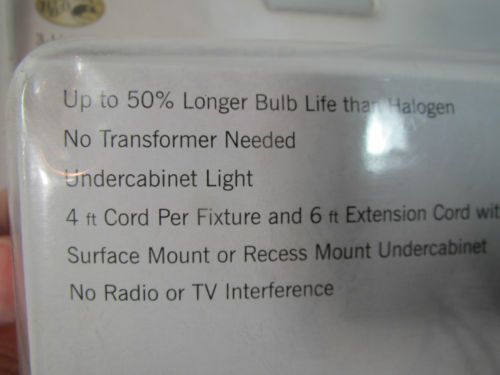 Up to 50% Longer Bulb Life than Halogen
No Transformer Needed
Undercabinet Light
4 ft Cord Per Fixture and 6 ft Extension Cord wit
Surface Mount or Recess Mount Undercabinet
No Radio or TV Interference